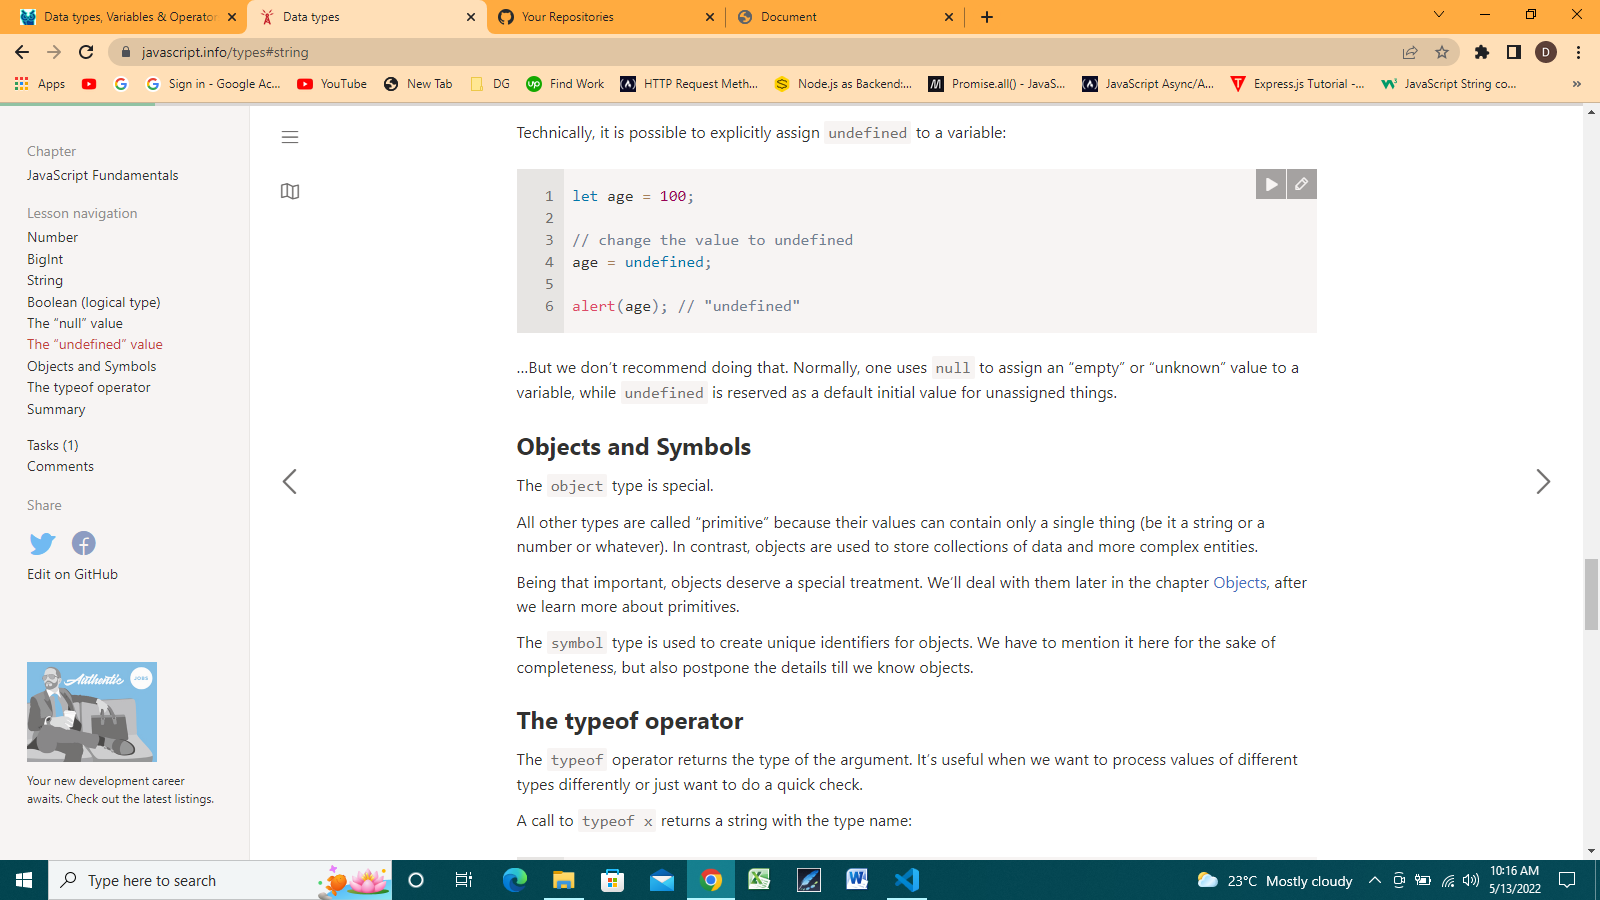 Data types, Variables & Operator
Data types
Your Repositories
Document
javascript.info/types#string
D
Apps
Sign in - Google Ac...
YouTube
New Tab
DG
Find Work
HTTP Request Meth...
Node.js as Backend:...
Promise.all() - JavaS...
JavaScript Async/A...
Express.js Tutorial -...
JavaScript String co...
»
Chapter
JavaScript Fundamentals
Lesson navigation
Number
BigInt
String
Boolean (logical type)
The “null” value
The “undefined” value
Objects and Symbols
The typeof operator
Summary
Tasks (1)
Comments
Share
Edit on GitHub
Authentic
JOBS
Your new development career
awaits. Check out the latest listings.
Technically, it is possible to explicitly assign undefined to a variable:
1 let age = 100;
2
3 // change the value to undefined
4 age = undefined;
5
6 alert(age); // "undefined"
…But we don’t recommend doing that. Normally, one uses null to assign an “empty” or “unknown” value to a
variable, while undefined is reserved as a default initial value for unassigned things.
Objects and Symbols
The object type is special.
All other types are called “primitive” because their values can contain only a single thing (be it a string or a
number or whatever). In contrast, objects are used to store collections of data and more complex entities.
Being that important, objects deserve a special treatment. We’ll deal with them later in the chapter Objects, after
we learn more about primitives.
The symbol type is used to create unique identifiers for objects. We have to mention it here for the sake of
completeness, but also postpone the details till we know objects.
The typeof operator
The typeof operator returns the type of the argument. It’s useful when we want to process values of different
types differently or just want to do a quick check.
A call to typeof x returns a string with the type name:
Type here to search
23°C Mostly cloudy
10:16 AM
5/13/2022